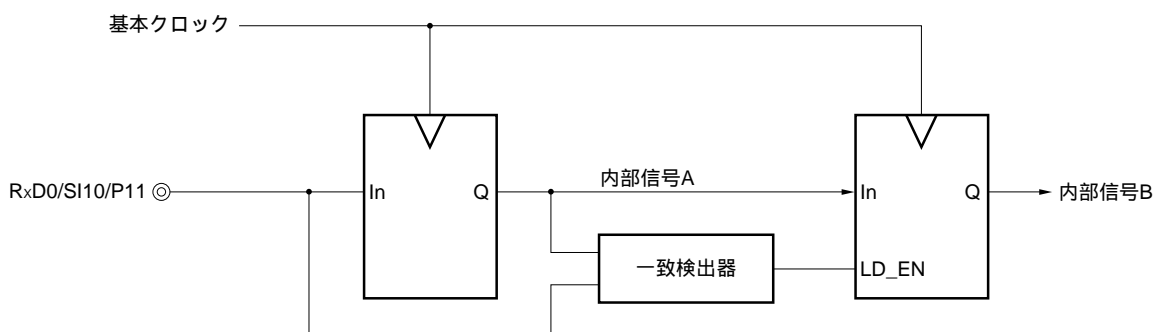 基本クロック
RxD0/SI10/P11
In
Q
内部信号A
In
Q
内部信号B
一致検出器
LD_EN